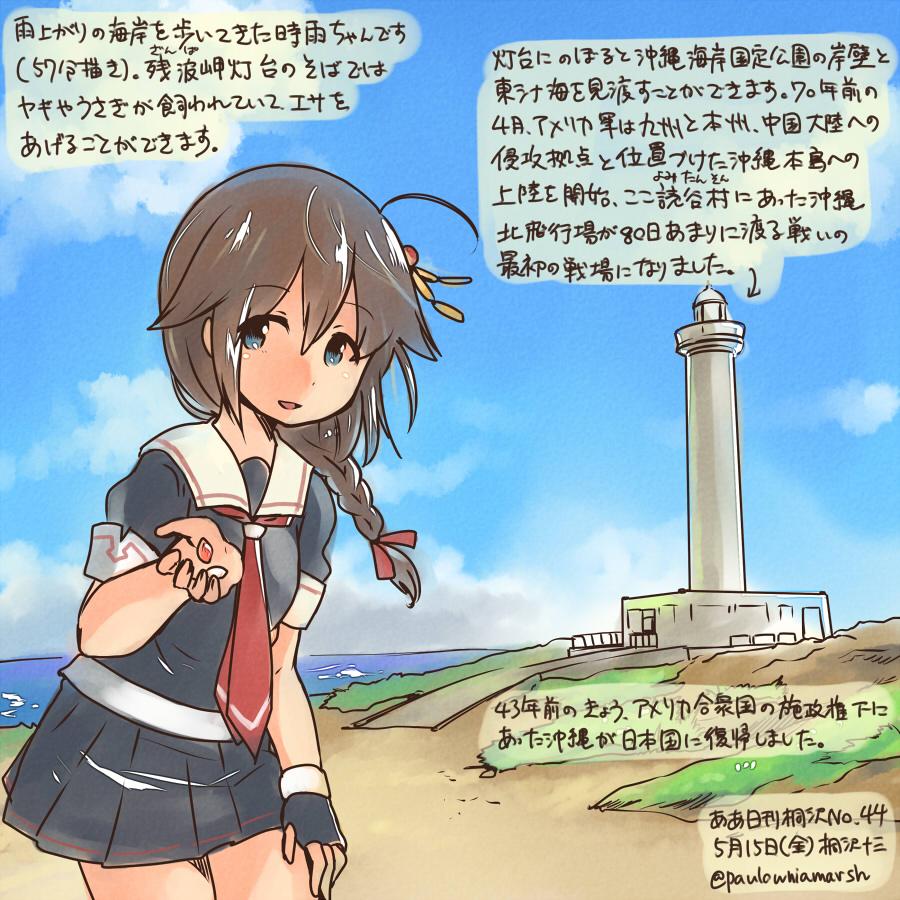 雨上がりの海岸を歩いてきた時雨ちゃんです
ざんぱ
(57分描き)。残波岬灯台のそばでは
ヤギやうさぎが飼われていて、エサを
あげることができます。
灯台にのぼると沖縄海岸国定公園の岸壁と
東シナ海を見渡すことができます。70年前の
4月、アメリカ軍は九州と本州、中国大陸への
侵攻拠点と位置づけた沖縄本島への
よみたんそん
上陸を開始、ここ読谷村にあった沖縄
北飛行場が80日あまりに渡る戦いの
最初の戦場になりました。
43年前のきょう、アメリカ合衆国の施政権下に
あった沖縄が日本国に復帰しました。
ああ日刊桐沢No.44
5月15日(金)桐沢十三
@paulowniamarsh